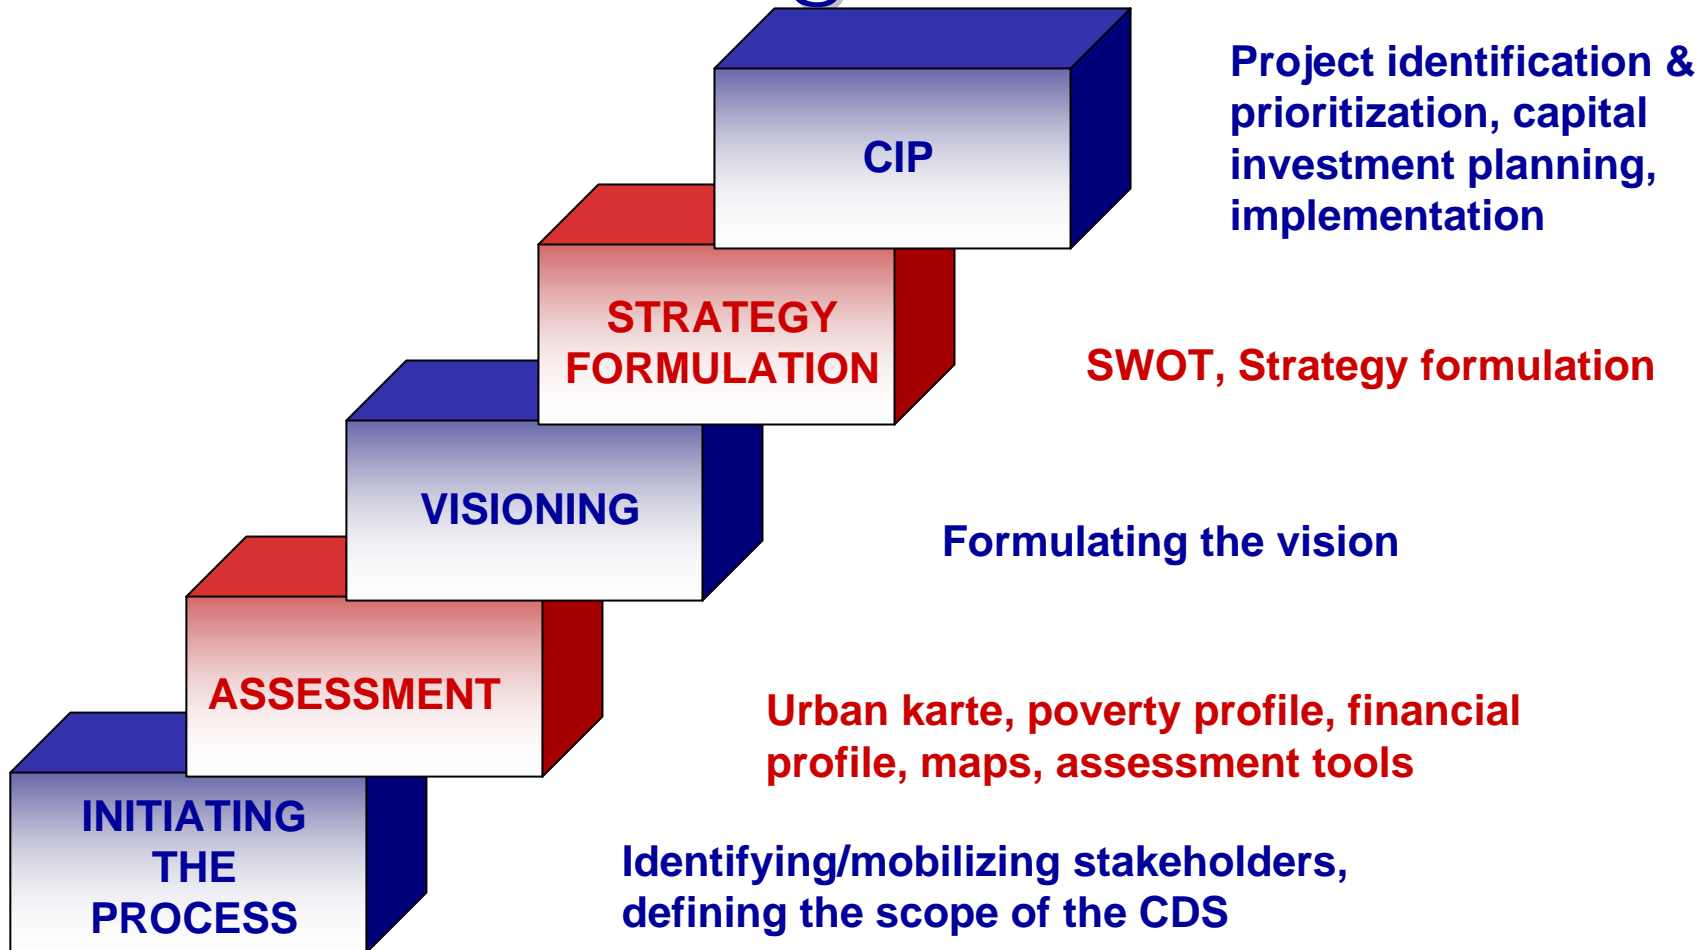 CIP
Project identification &
prioritization, capital
investment planning,
implementation
STRATEGY
FORMULATION
SWOT, Strategy formulation
VISIONING
Formulating the vision
ASSESSMENT
Urban karte, poverty profile, financial
profile, maps, assessment tools
INITIATING
THE
PROCESS
Identifying/mobilizing stakeholders,
defining the scope of the CDS